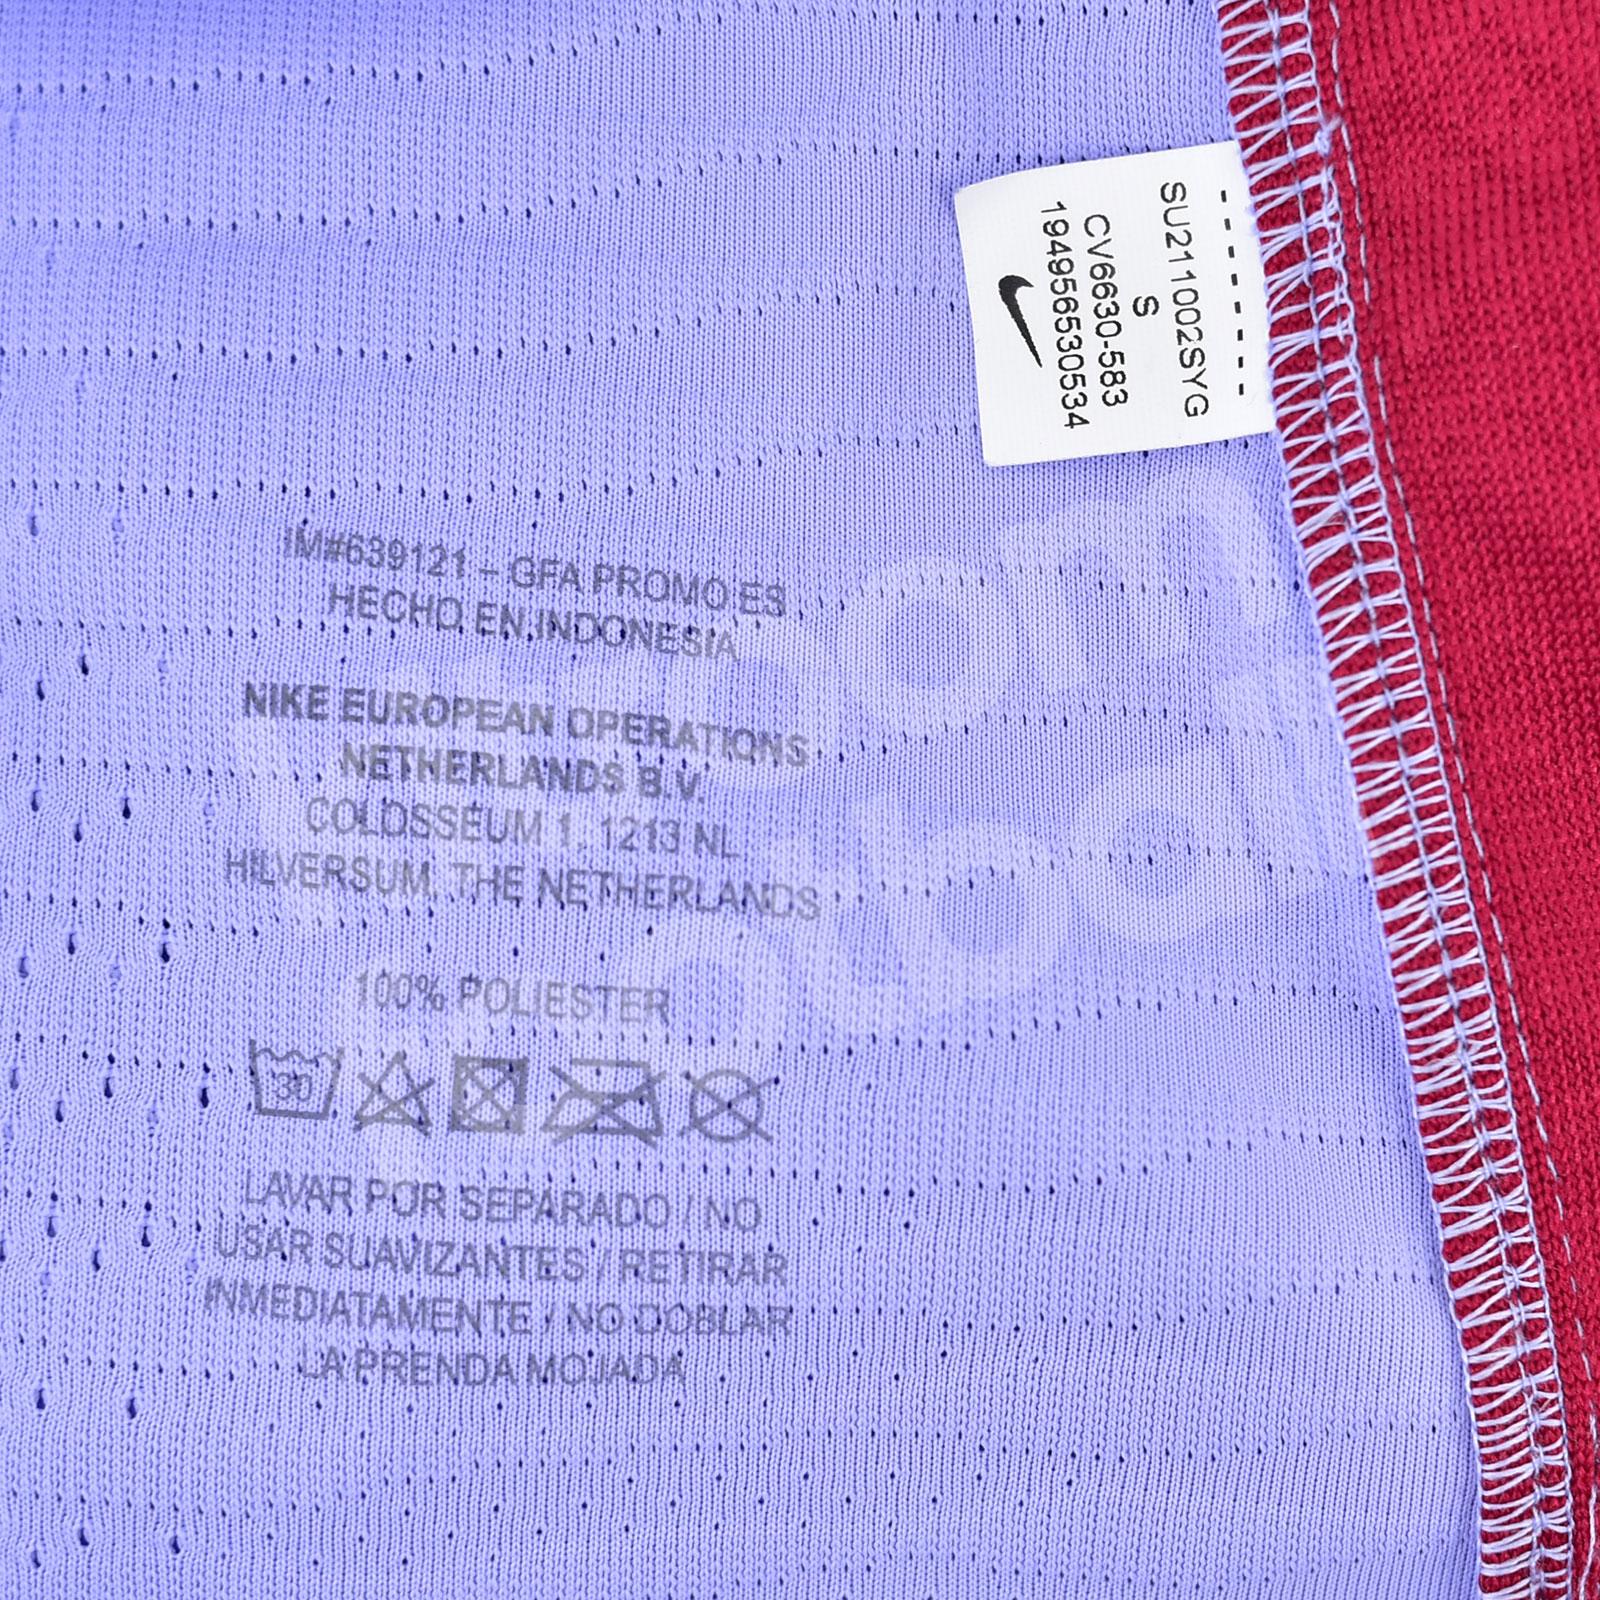 SU211002SYG
S
CV6630-583
194956530534
IM#639121 – GFA PROMO ES
HECHO EN INDONESIA
NIKE EUROPEAN OPERATIONS
NETHERLANDS B.V.
COLOSSEUM 1, 1213 NL
HILVERSUM, THE NETHERLANDS
100% POLIESTER
30
LAVAR POR SEPARADO / NO
USAR SUAVIZANTES / RETIRAR
INMEDIATAMENTE / NO DOBLAR
LA PRENDA MOJADA